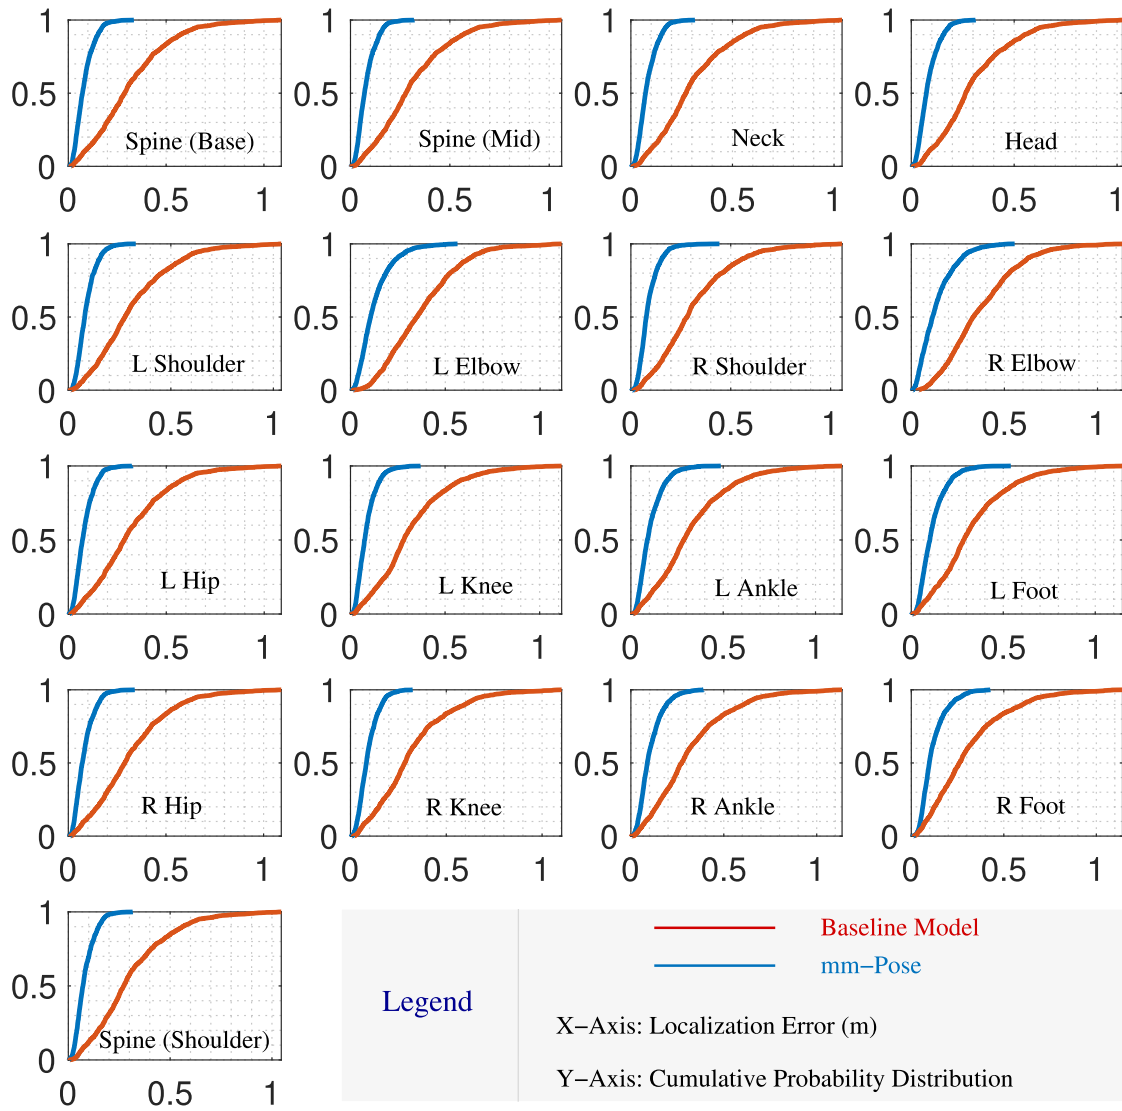 1
0.5
0
Spine (Base)
0 0.5 1
1
0.5
0
Spine (Mid)
0 0.5 1
1
0.5
0
Neck
0 0.5 1
1
0.5
0
Head
0 0.5 1
1
0.5
0
L Shoulder
0 0.5 1
1
0.5
0
L Elbow
0 0.5 1
1
0.5
0
R Shoulder
0 0.5 1
1
0.5
0
R Elbow
0 0.5 1
1
0.5
0
L Hip
0 0.5 1
1
0.5
0
L Knee
0 0.5 1
1
0.5
0
L Ankle
0 0.5 1
1
0.5
0
L Foot
0 0.5 1
1
0.5
0
R Hip
0 0.5 1
1
0.5
0
R Knee
0 0.5 1
1
0.5
0
R Ankle
0 0.5 1
1
0.5
0
R Foot
0 0.5 1
1
0.5
0
Spine (Shoulder)
0 0.5 1
Legend
Baseline Model
mm−Pose
X−Axis: Localization Error (m)
Y−Axis: Cumulative Probability Distribution